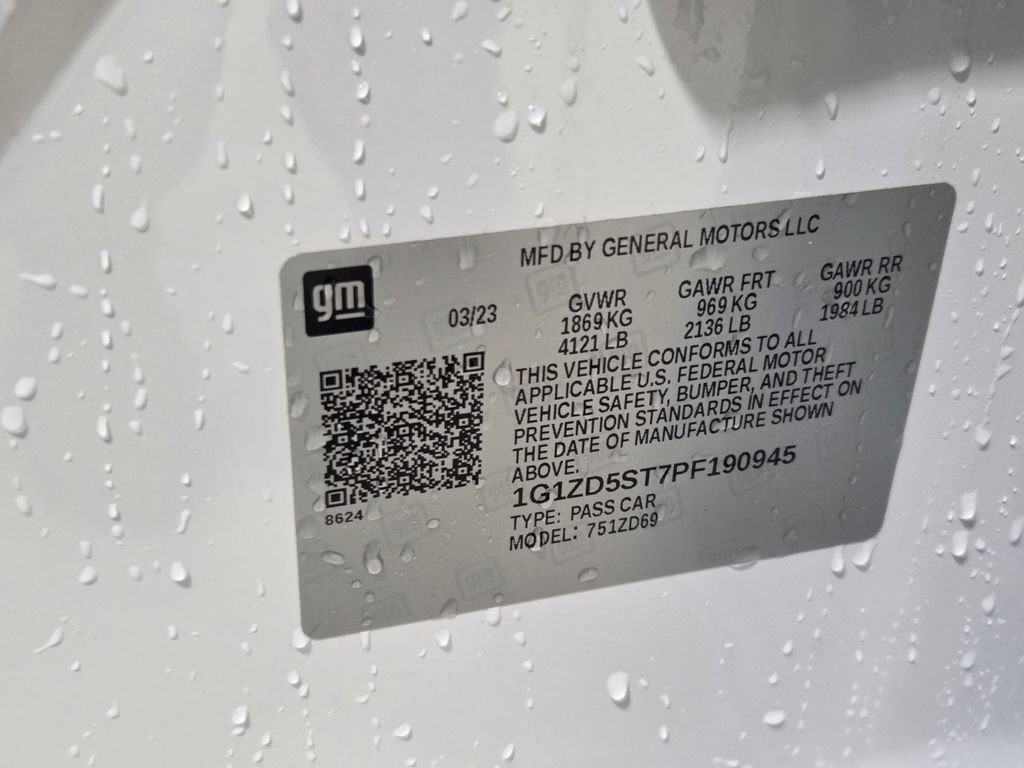 MFD BY GENERAL MOTORS LLC
gm
03/23
GVWR
1869 KG
4121 LB
GAWR FRT
969 KG
2136 LB
GAWR RR
900 KG
1984 LB
THIS VEHICLE CONFORMS TO ALL
APPLICABLE U.S. FEDERAL MOTOR
VEHICLE SAFETY, BUMPER, AND THEFT
PREVENTION STANDARDS IN EFFECT ON
THE DATE OF MANUFACTURE SHOWN
ABOVE.
1G1ZD5ST7PF190945
TYPE: PASS CAR
MODEL: 751ZD69
8624